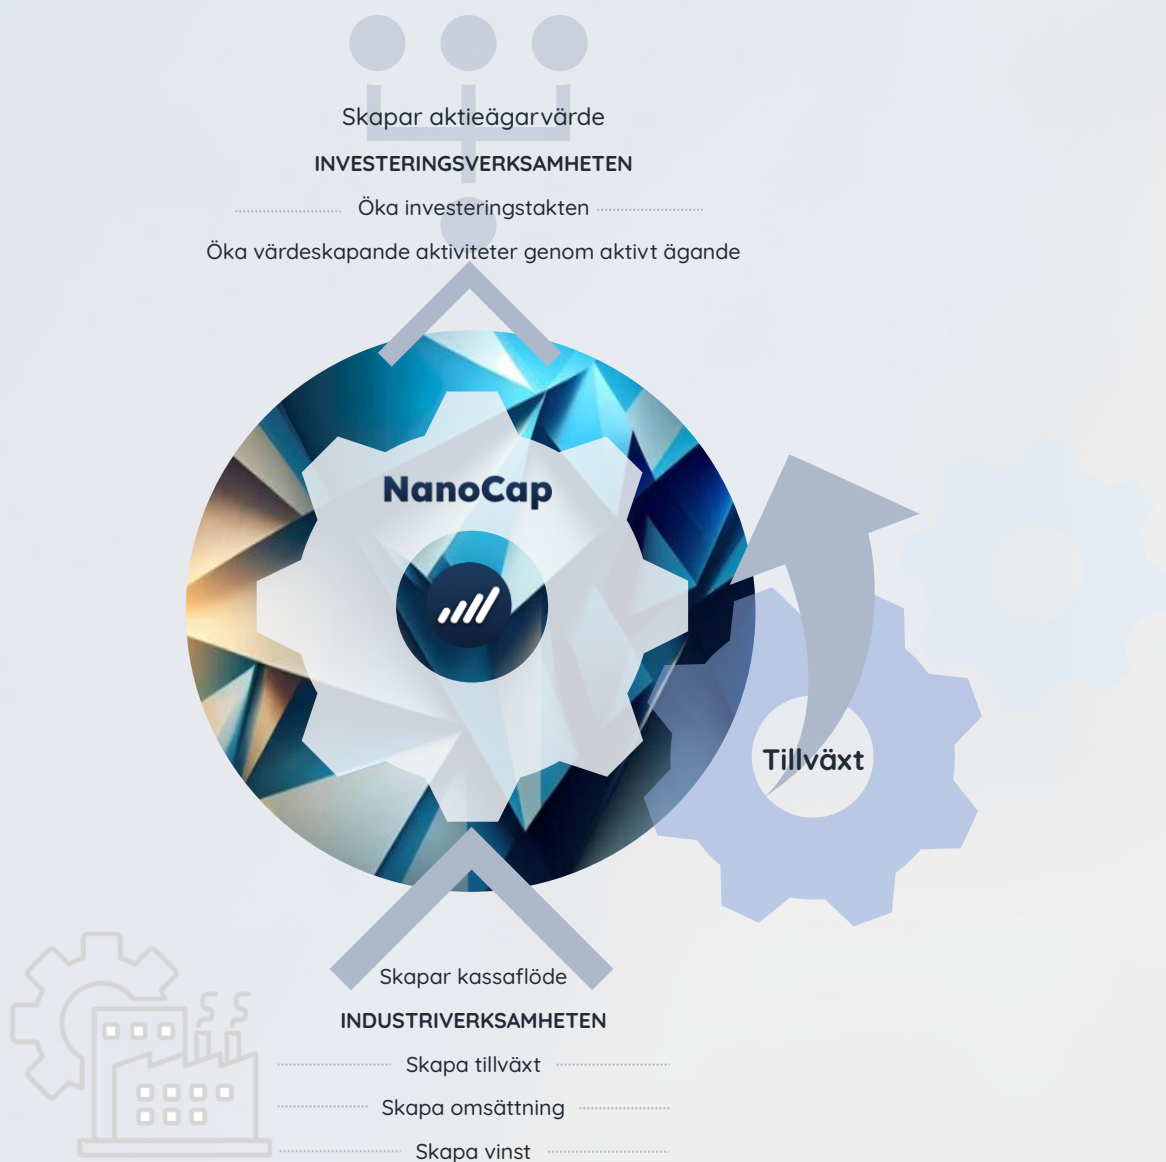 Skapar aktieägarvärde
INVESTERINGSVERKSAMHETEN
Öka investeringstakten
Öka värdeskapande aktiviteter genom aktivt ägande
NanoCap
Tillväxt
Skapar kassaflöde
INDUSTRIVERKSAMHETEN
Skapa tillväxt
Skapa omsättning
Skapa vinst